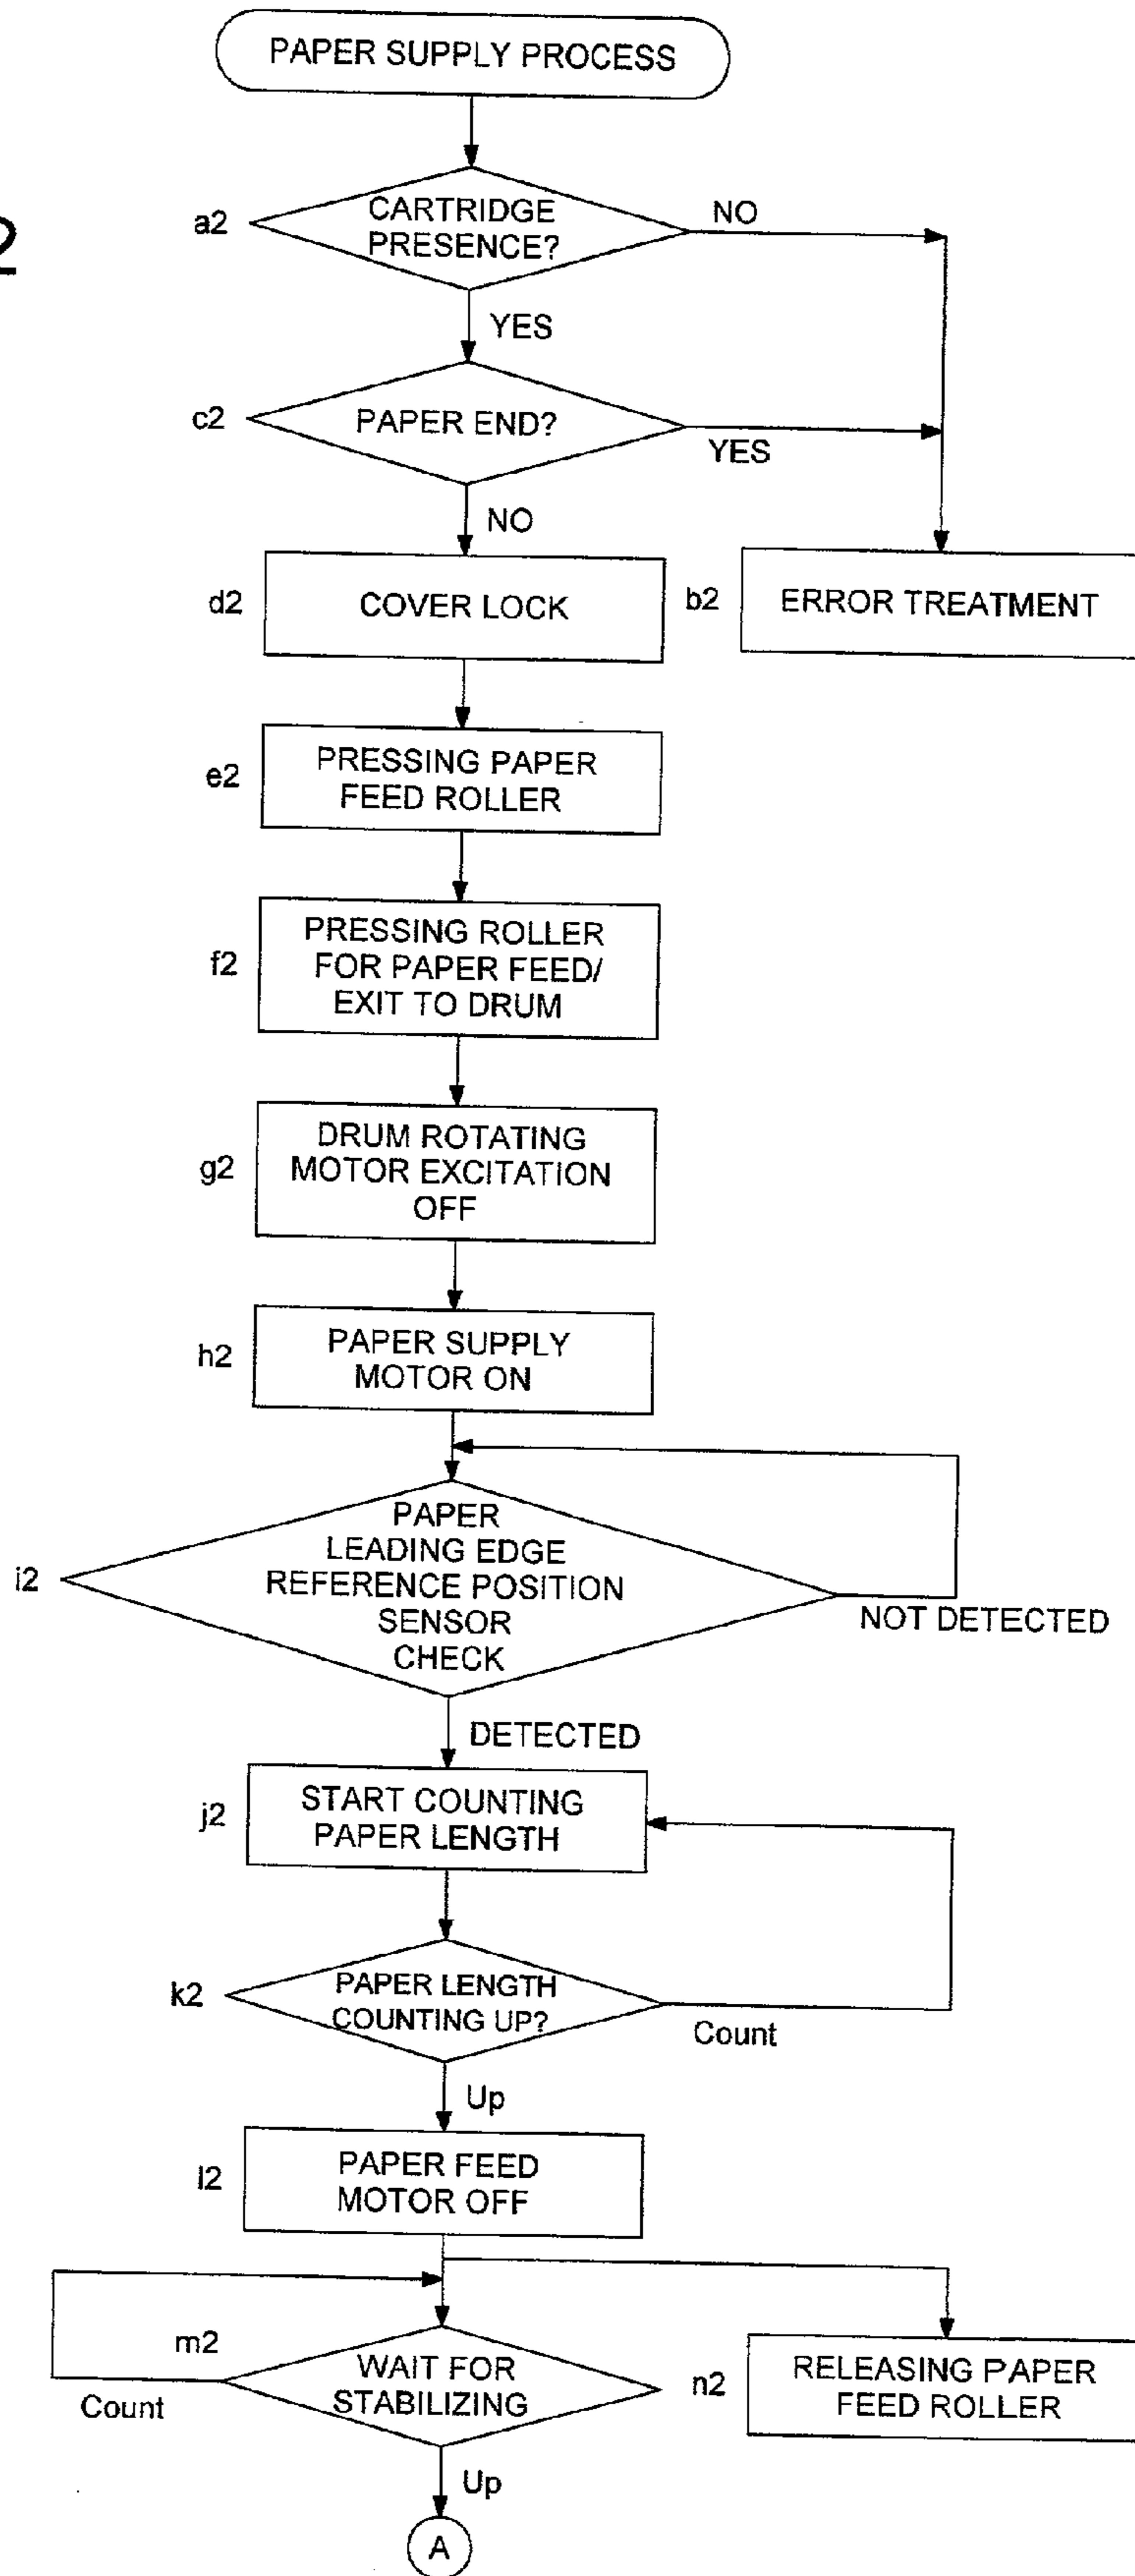 2
PAPER SUPPLY PROCESS
a2
CARTRIDGE
PRESENCE?
NO
YES
c2
PAPER END?
YES
NO
d2
COVER LOCK
b2
ERROR TREATMENT
e2
PRESSING PAPER
FEED ROLLER
f2
PRESSING ROLLER
FOR PAPER FEED/
EXIT TO DRUM
g2
DRUM ROTATING
MOTOR EXCITATION
OFF
h2
PAPER SUPPLY
MOTOR ON
i2
PAPER
LEADING EDGE
REFERENCE POSITION
SENSOR
CHECK
NOT DETECTED
DETECTED
j2
START COUNTING
PAPER LENGTH
k2
PAPER LENGTH
COUNTING UP?
Count
Up
l2
PAPER FEED
MOTOR OFF
m2
WAIT FOR
STABILIZING
Count
n2
RELEASING PAPER
FEED ROLLER
Up
A